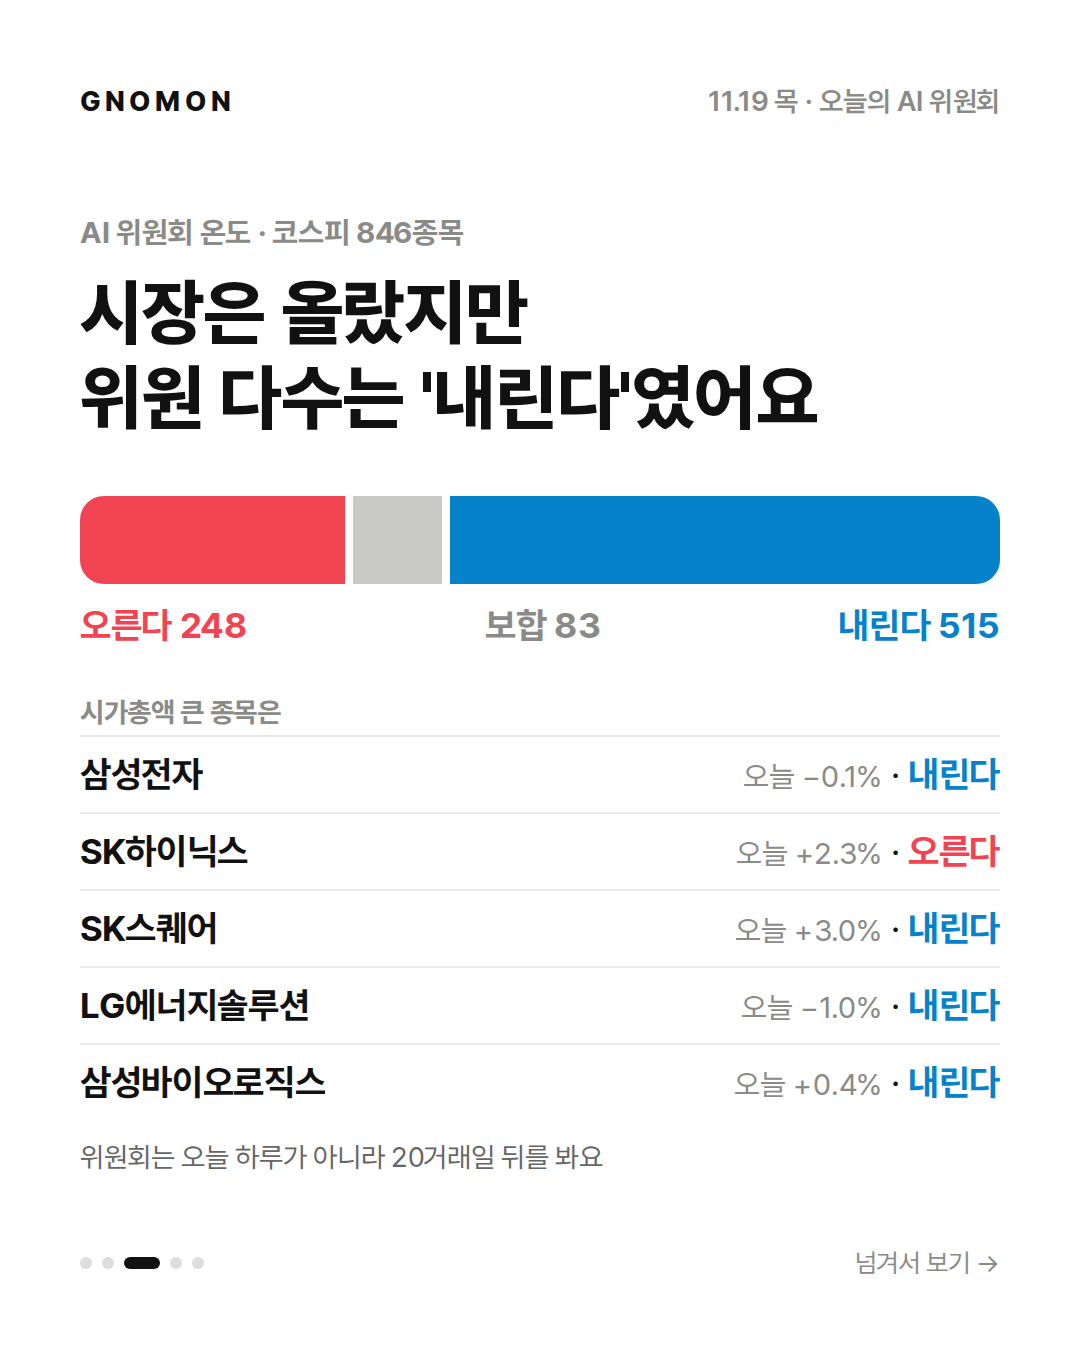 GNOMON
11.19 목 · 오늘의 AI 위원회
AI 위원회 온도 · 코스피 846종목
시장은 올랐지만
위원 다수는 '내린다'였어요
오른다 248
보합 83
내린다 515
시가총액 큰 종목은
삼성전자 오늘 −0.1% · 내린다
SK하이닉스 오늘 +2.3% · 오른다
SK스퀘어 오늘 +3.0% · 내린다
LG에너지솔루션 오늘 −1.0% · 내린다
삼성바이오로직스 오늘 +0.4% · 내린다
위원회는 오늘 하루가 아니라 20거래일 뒤를 봐요
넘겨서 보기 →